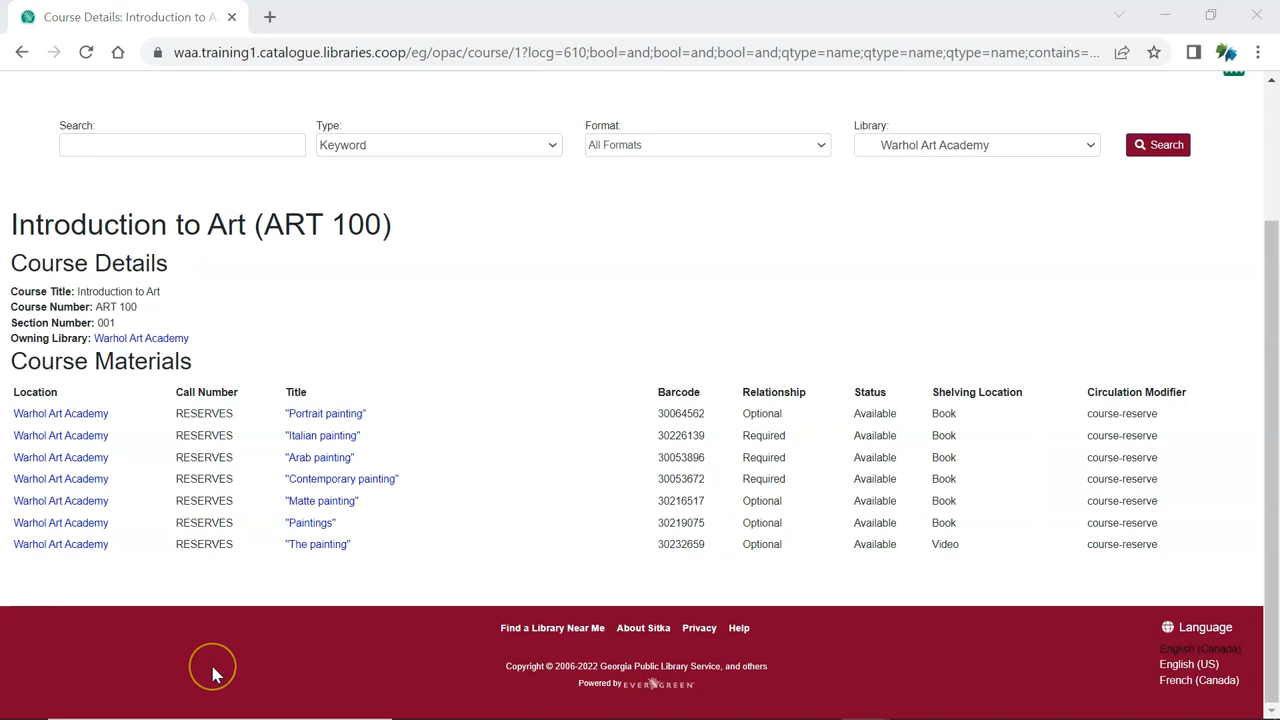 Course Details: Introduction to A
waa.training1.catalogue.libraries.coop/eg/opac/course/1?locg=610;bool=and;bool=and;bool=and;qtype=name;qtype=name;qtype=name;contains=...
Search: Type: Format: Library:
Keyword All Formats Warhol Art Academy Search
Introduction to Art (ART 100)
Course Details
Course Title: Introduction to Art
Course Number: ART 100
Section Number: 001
Owning Library: Warhol Art Academy
Course Materials
Location Call Number Title Barcode Relationship Status Shelving Location Circulation Modifier
Warhol Art Academy RESERVES "Portrait painting" 30064562 Optional Available Book course-reserve
Warhol Art Academy RESERVES "Italian painting" 30226139 Required Available Book course-reserve
Warhol Art Academy RESERVES "Arab painting" 30053896 Required Available Book course-reserve
Warhol Art Academy RESERVES "Contemporary painting" 30053672 Required Available Book course-reserve
Warhol Art Academy RESERVES "Matte painting" 30216517 Optional Available Book course-reserve
Warhol Art Academy RESERVES "Paintings" 30219075 Optional Available Book course-reserve
Warhol Art Academy RESERVES "The painting" 30232659 Optional Available Video course-reserve
Find a Library Near Me About Sitka Privacy Help
Language
English (Canada)
English (US)
French (Canada)
Copyright © 2006-2022 Georgia Public Library Service, and others
Powered by EVERGREEN